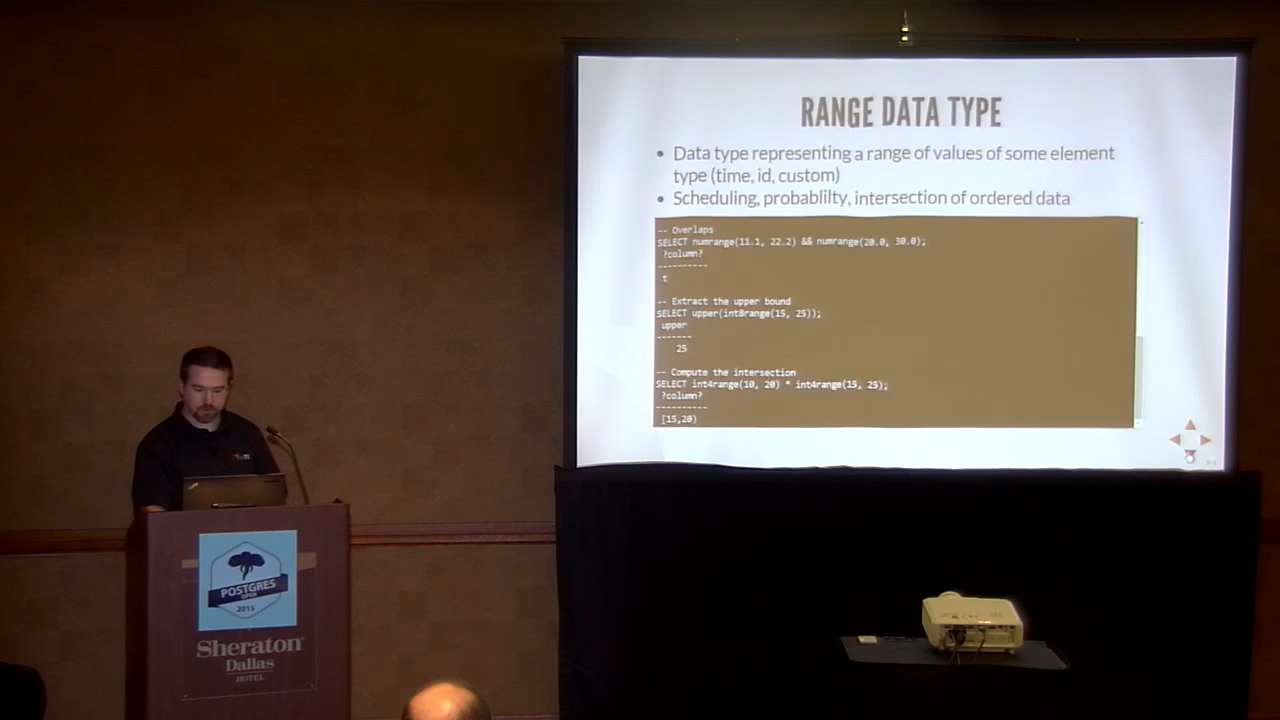 RANGE DATA TYPE
• Data type representing a range of values of some element
type (time, id, custom)
• Scheduling, probablilty, intersection of ordered data
-- Overlaps
SELECT numrange(11.1, 22.2) && numrange(20.0, 30.0);
?column?
----------
t
-- Extract the upper bound
SELECT upper(int8range(15, 25));
upper
-------
25
-- Compute the intersection
SELECT int4range(10, 20) * int4range(15, 25);
?column?
----------
[15,20)
POSTGRES
OPEN
2015
Sheraton
Dallas
HOTEL